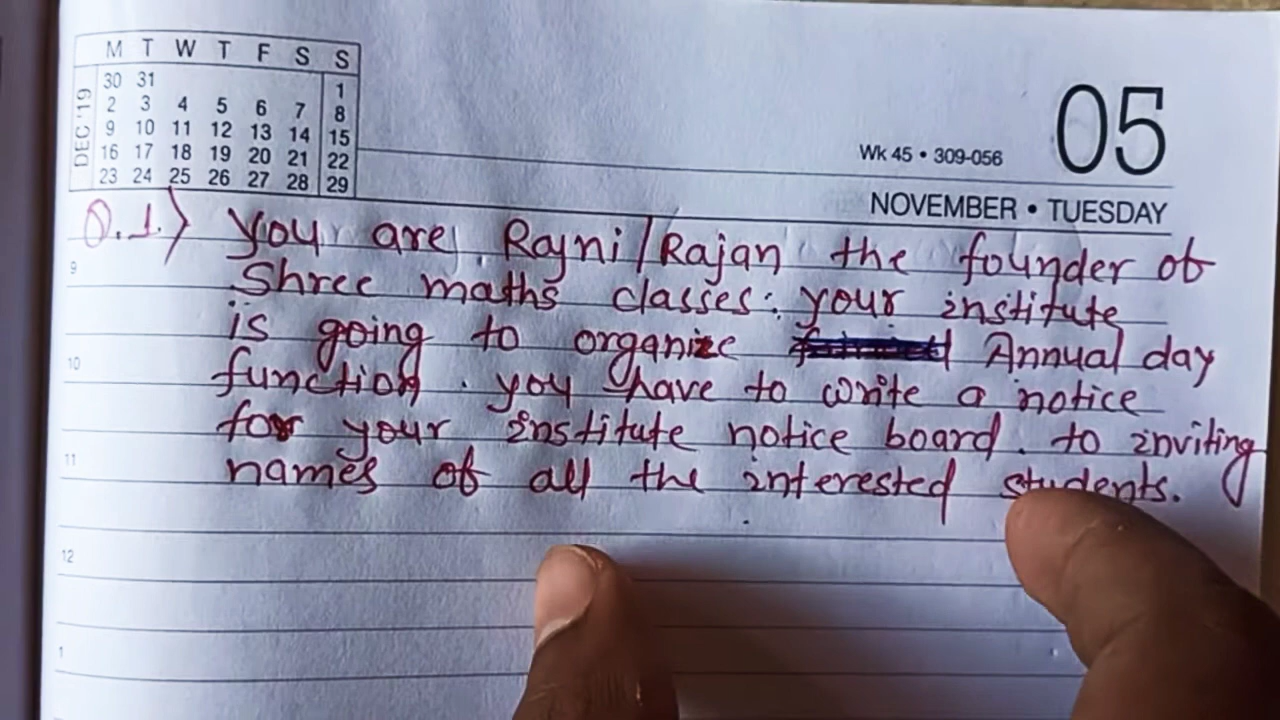 M T W T F S S
30 31 1
2 3 4 5 6 7 8
9 10 11 12 13 14 15
16 17 18 19 20 21 22
23 24 25 26 27 28 29
DEC '19
05
Wk 45 • 309-056
NOVEMBER • TUESDAY
Q.1.) You are Rajni/Rajan the founder of
9
Shree maths classes. your institute
is going to organize Annual day
10
function. you have to write a notice
for your institute notice board. to inviting
11
names of all the interested students.
12
1